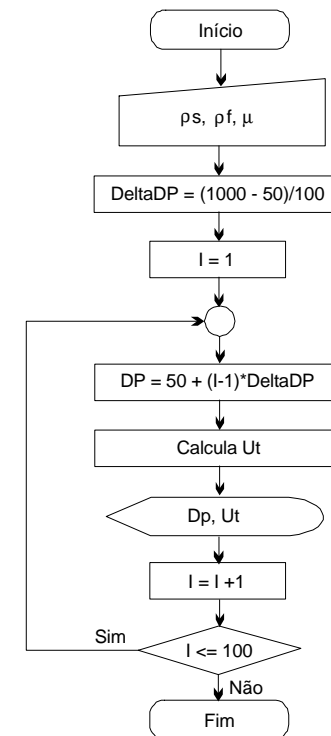 Início
ρs, ρf, μ
DeltaDP = (1000 - 50)/100
I = 1
DP = 50 + (I-1)*DeltaDP
Calcula Ut
Dp, Ut
I = I +1
Sim
I <= 100
Não
Fim